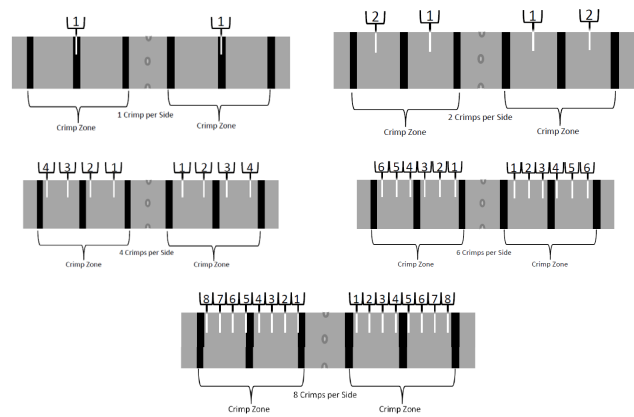 1 1
Crimp Zone 1 Crimp per Side Crimp Zone
2 1 1 2
Crimp Zone 2 Crimps per Side Crimp Zone
4 3 2 1 1 2 3 4
Crimp Zone 4 Crimps per Side Crimp Zone
6 5 4 3 2 1 1 2 3 4 5 6
Crimp Zone 6 Crimps per Side Crimp Zone
8 7 6 5 4 3 2 1 1 2 3 4 5 6 7 8
8 Crimps per Side
Crimp Zone Crimp Zone